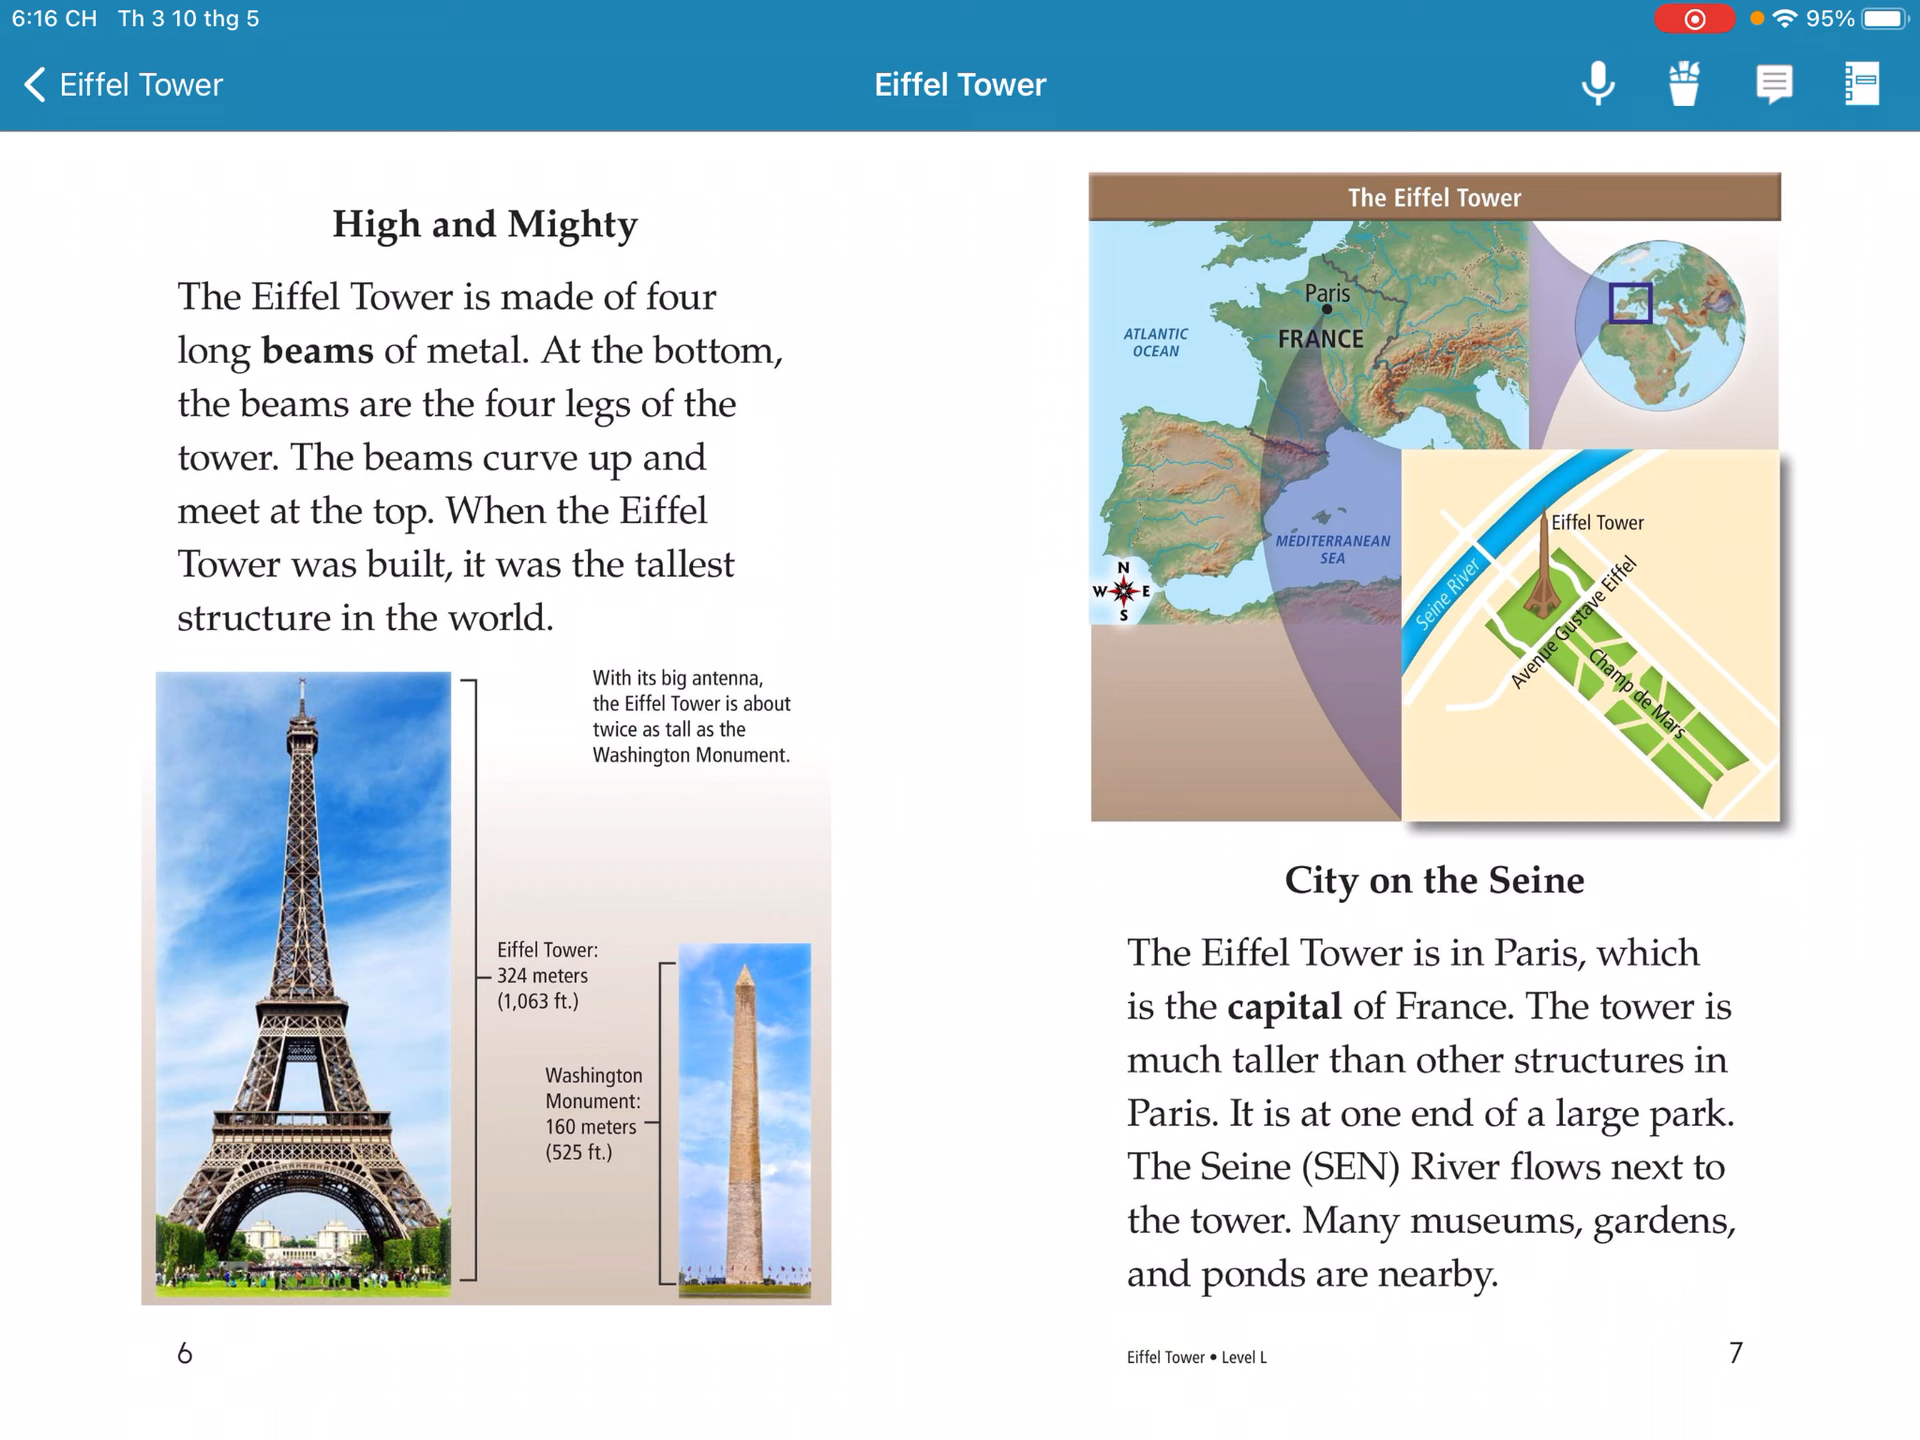 6:16 CH Th 3 10 thg 5
95%
Eiffel Tower
Eiffel Tower
High and Mighty
The Eiffel Tower is made of four
long beams of metal. At the bottom,
the beams are the four legs of the
tower. The beams curve up and
meet at the top. When the Eiffel
Tower was built, it was the tallest
structure in the world.
With its big antenna,
the Eiffel Tower is about
twice as tall as the
Washington Monument.
Eiffel Tower:
324 meters
(1,063 ft.)
Washington
Monument:
160 meters
(525 ft.)
6
The Eiffel Tower
Paris
FRANCE
ATLANTIC
OCEAN
MEDITERRANEAN
SEA
N
W E
S
Eiffel Tower
Seine River
Avenue Gustave Eiffel
Champ de Mars
City on the Seine
The Eiffel Tower is in Paris, which
is the capital of France. The tower is
much taller than other structures in
Paris. It is at one end of a large park.
The Seine (SEN) River flows next to
the tower. Many museums, gardens,
and ponds are nearby.
Eiffel Tower • Level L
7